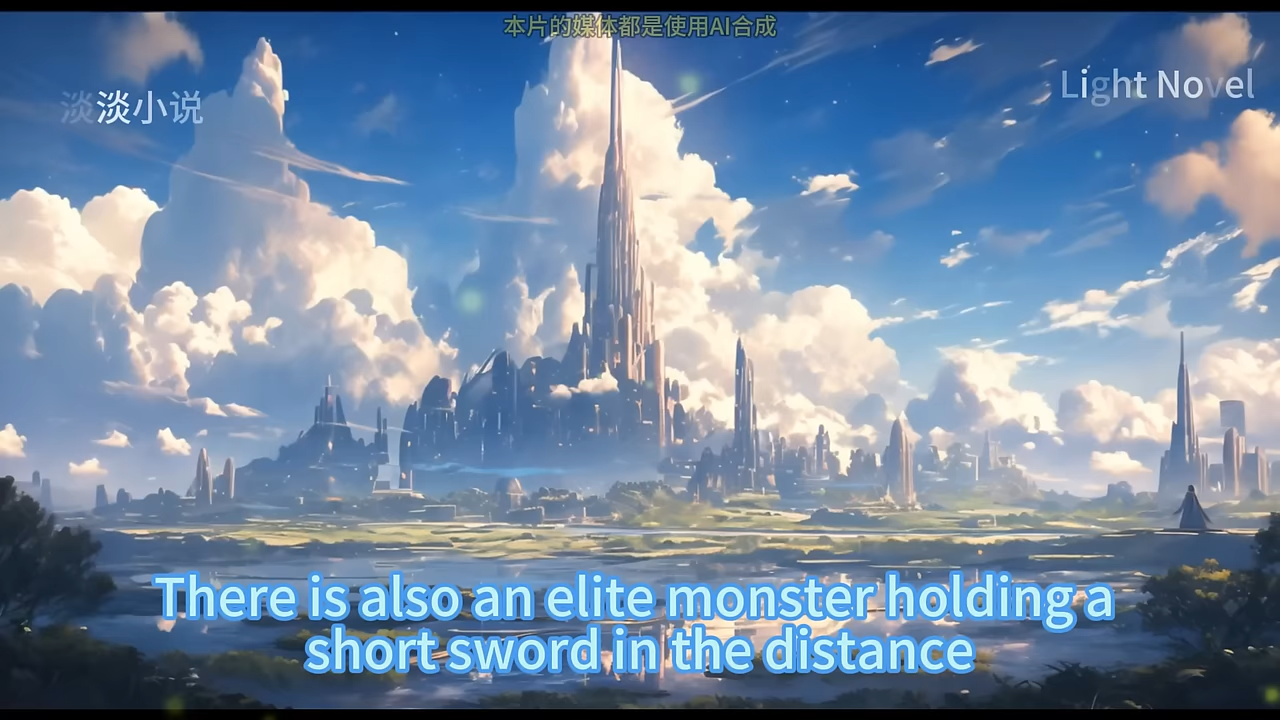 本片的媒体都是使用AI合成
淡淡小说
Light Novel
There is also an elite monster holding a
short sword in the distance